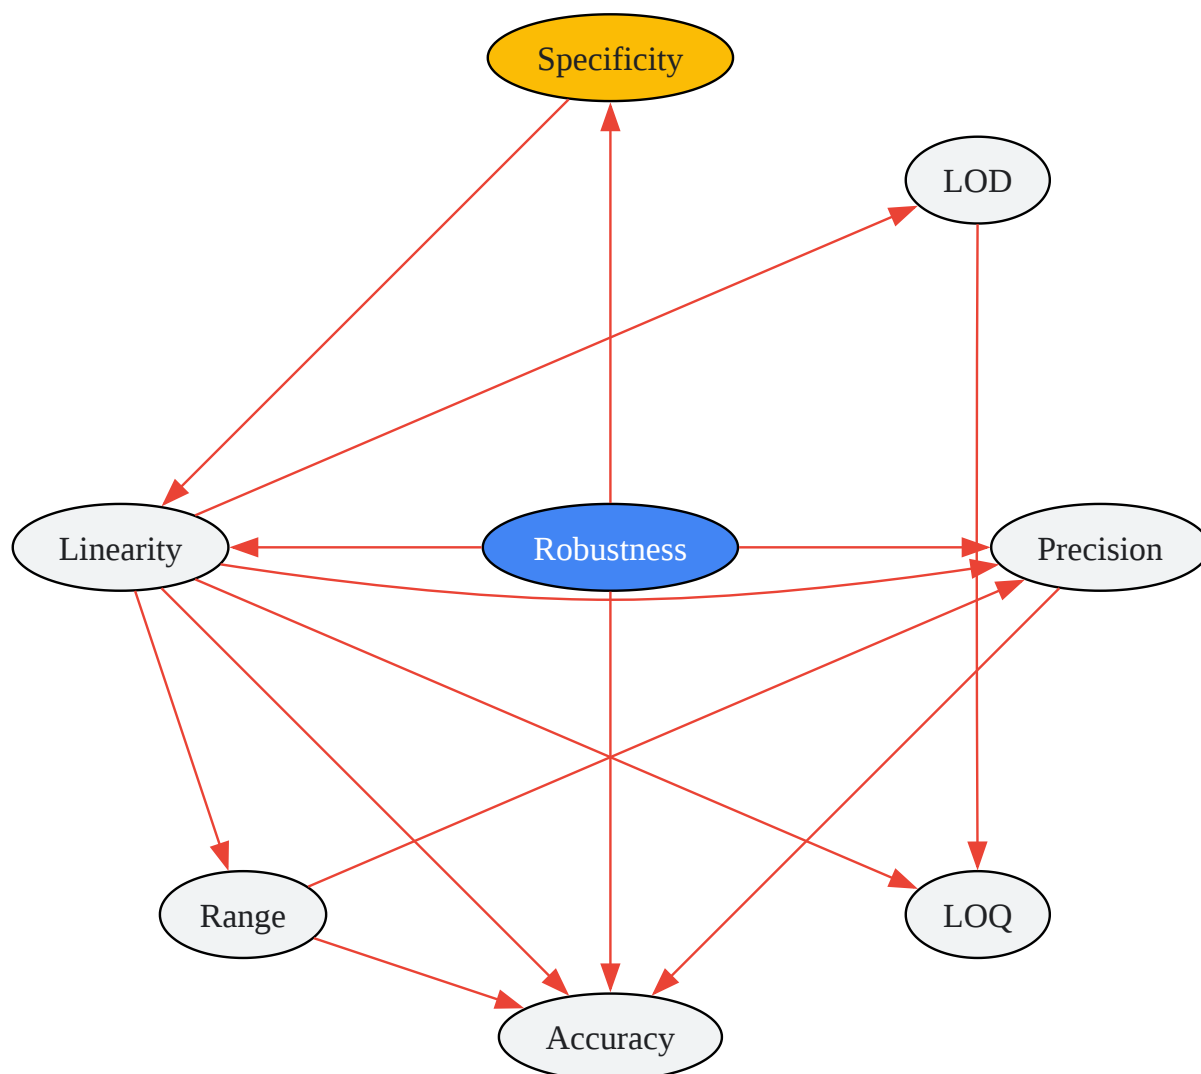 Specificity
LOD
Linearity
Robustness
Precision
Range
LOQ
Accuracy